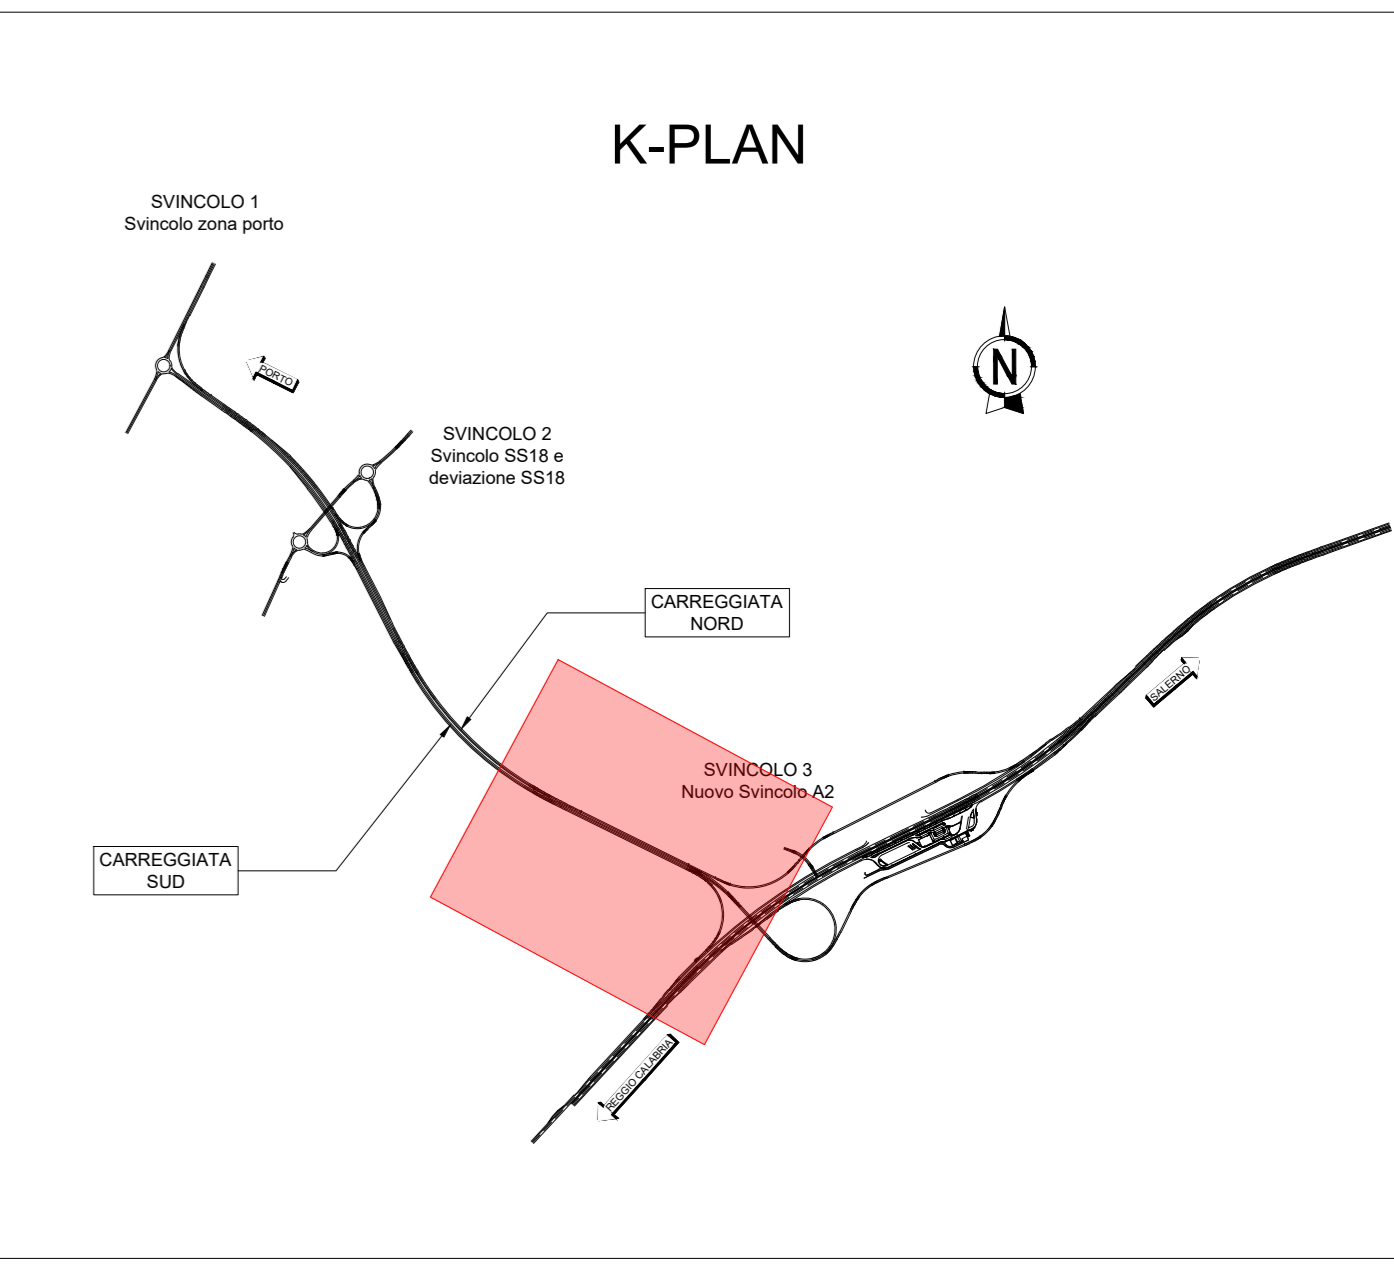 K-PLAN
SVINCOLO 1
Svincolo zona porto
PORTO
N
SVINCOLO 2
Svincolo SS18 e
deviazione SS18
CARREGGIATA
NORD
SALERNO
SVINCOLO 3
Nuovo Svincolo A2
CARREGGIATA
SUD
REGGIO CALABRIA